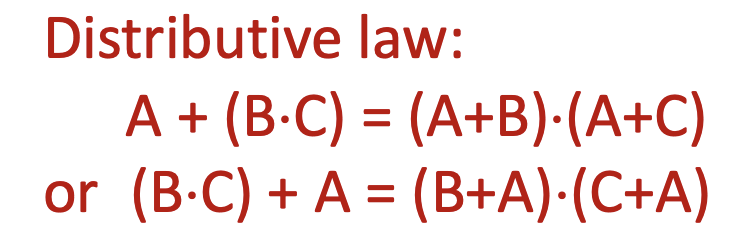 Distributive law:
A + (B·C) = (A+B)·(A+C)
or (B·C) + A = (B+A)·(C+A)